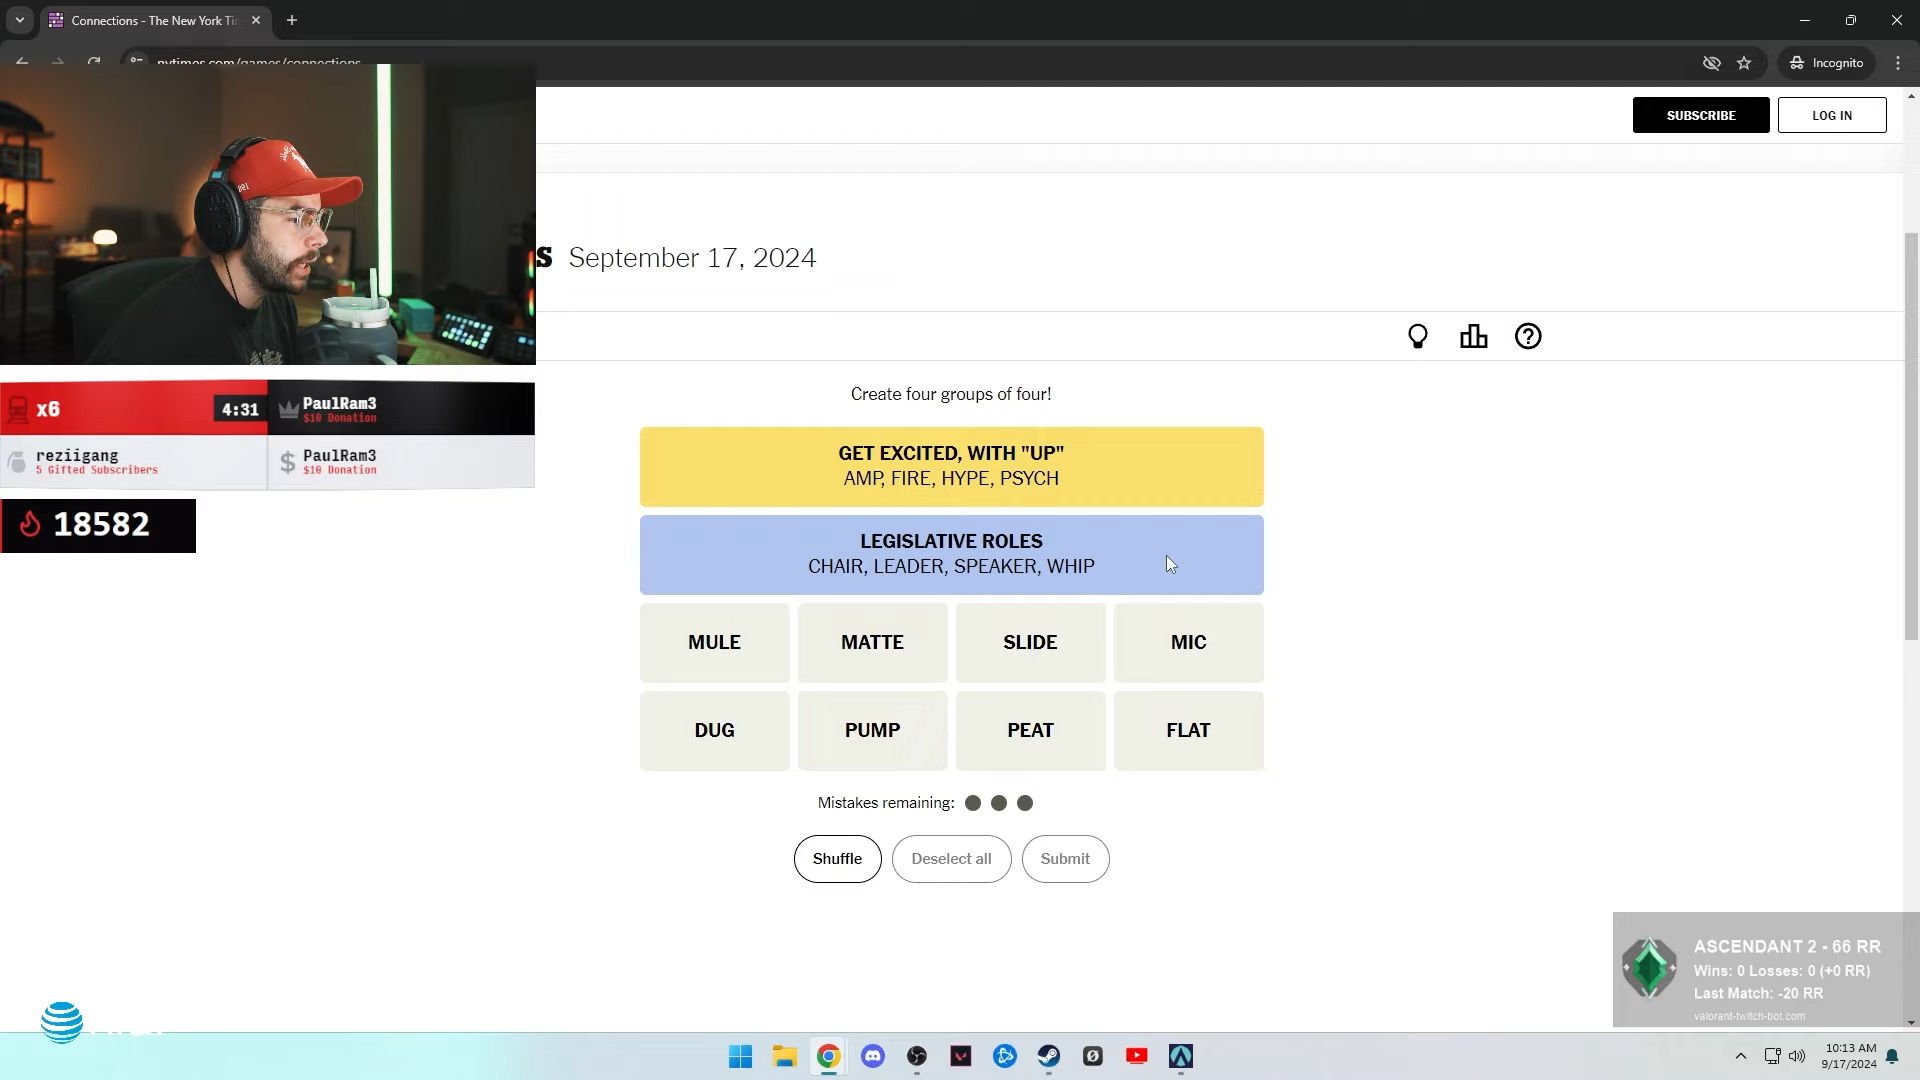 Connections - The New York Ti
nytimes.com/games/connections
Incognito
SUBSCRIBE
LOG IN
S September 17, 2024
x6
4:31
PaulRam3
$10 Donation
reziigang
5 Gifted Subscribers
PaulRam3
$10 Donation
18582
Create four groups of four!
GET EXCITED, WITH "UP"
AMP, FIRE, HYPE, PSYCH
LEGISLATIVE ROLES
CHAIR, LEADER, SPEAKER, WHIP
MULE
MATTE
SLIDE
MIC
DUG
PUMP
PEAT
FLAT
Mistakes remaining:
Shuffle
Deselect all
Submit
ASCENDANT 2 - 66 RR
Wins: 0 Losses: 0 (+0 RR)
Last Match: -20 RR
valorant-twitch-bot.com
10:13 AM
9/17/2024